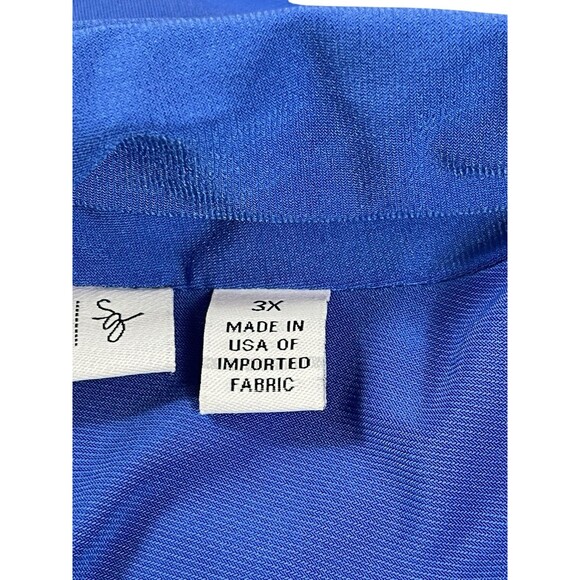 3X
MADE IN
USA OF
IMPORTED
FABRIC